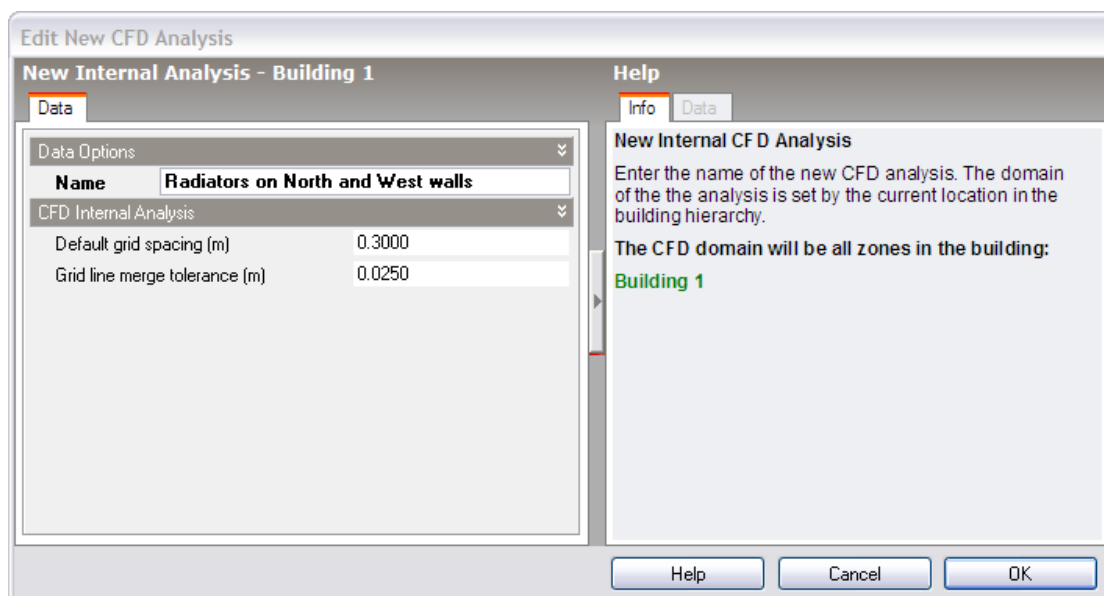 Edit New CFD Analysis
New Internal Analysis - Building 1
Data
Data Options
Name Radiators on North and West walls
CFD Internal Analysis
Default grid spacing (m) 0.3000
Grid line merge tolerance (m) 0.0250
Help
Info Data
New Internal CFD Analysis
Enter the name of the new CFD analysis. The domain
of the the analysis is set by the current location in the
building hierarchy.
The CFD domain will be all zones in the building:
Building 1
Help Cancel OK